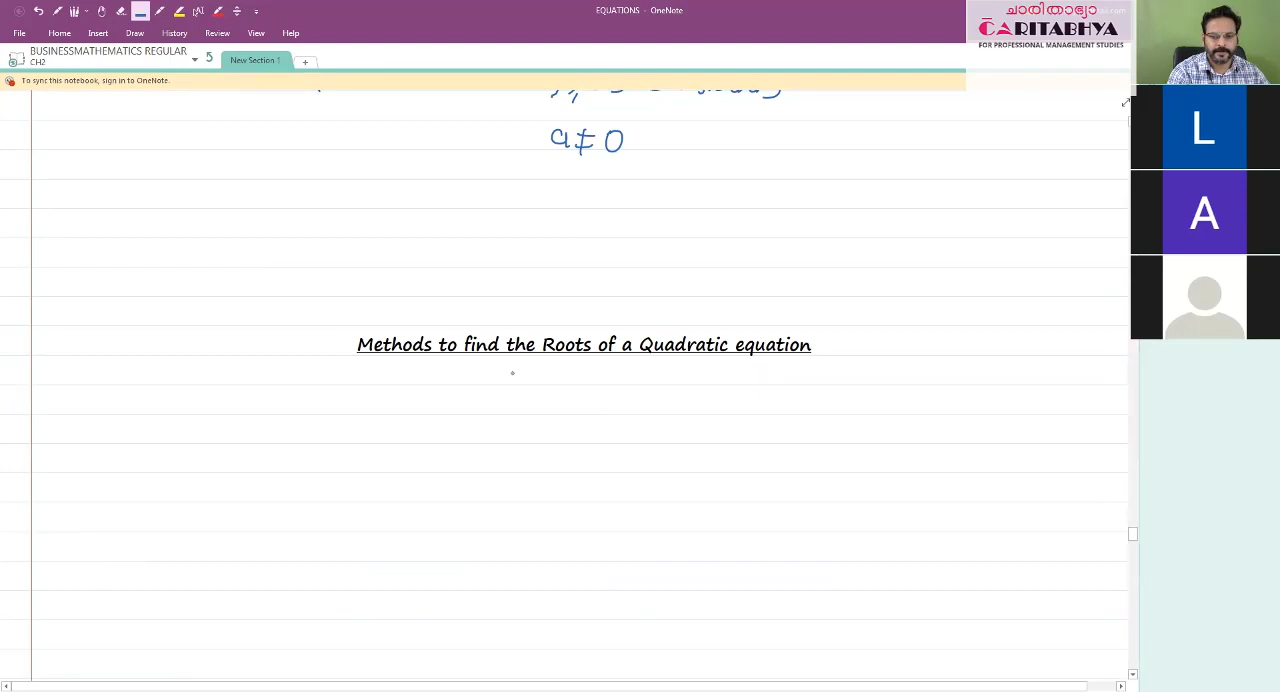 EQUATIONS - OneNote
ചാരിതാഭ്യാ
CARITABHYA
FOR PROFESSIONAL MANAGEMENT STUDIES
File Home Insert Draw History Review View Help
BUSINESSMATHEMATICS REGULAR
CH2
New Section 1
To sync this notebook, sign in to OneNote.
a ≠ 0
Methods to find the Roots of a Quadratic equation
L
A